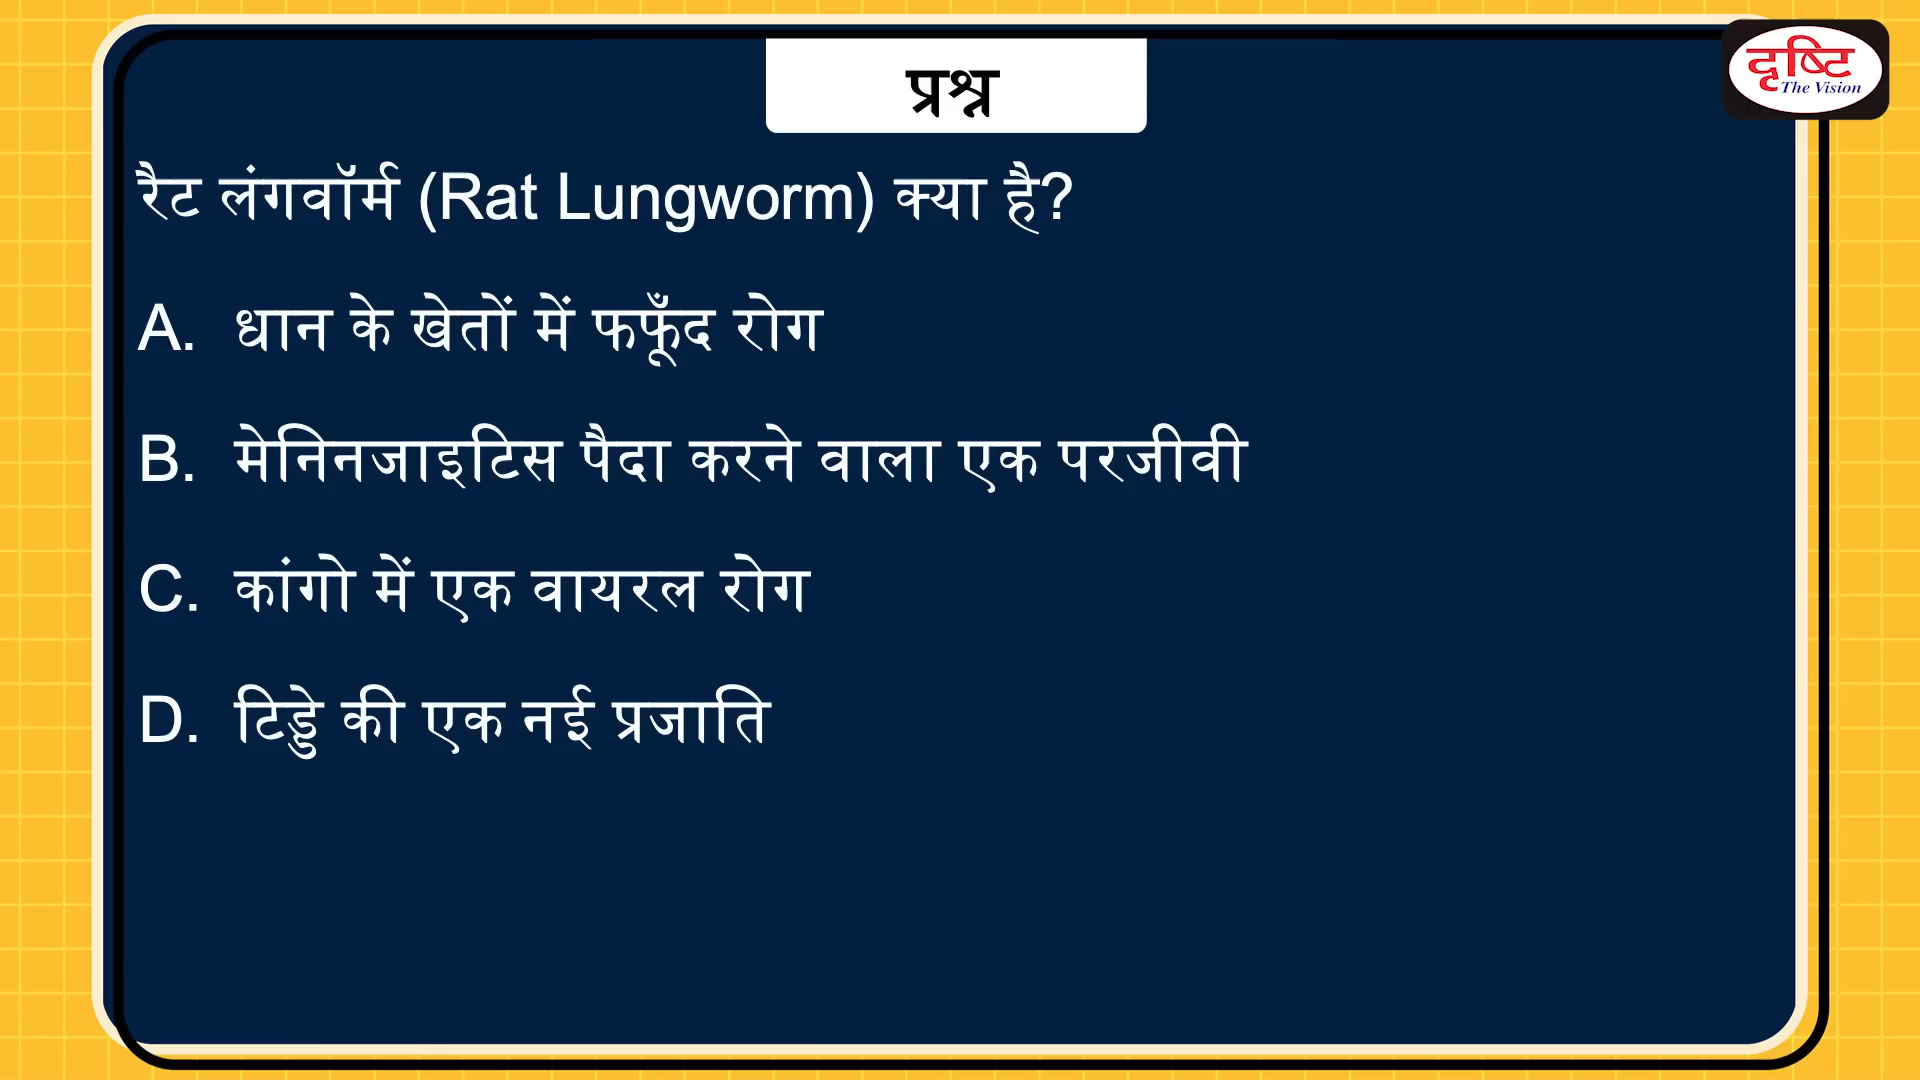 प्रश्न
दृष्टि
The Vision
रैट लंगवॉर्म (Rat Lungworm) क्या है?
A. धान के खेतों में फफूँद रोग
B. मेनिनजाइटिस पैदा करने वाला एक परजीवी
C. कांगो में एक वायरल रोग
D. टिड्डे की एक नई प्रजाति